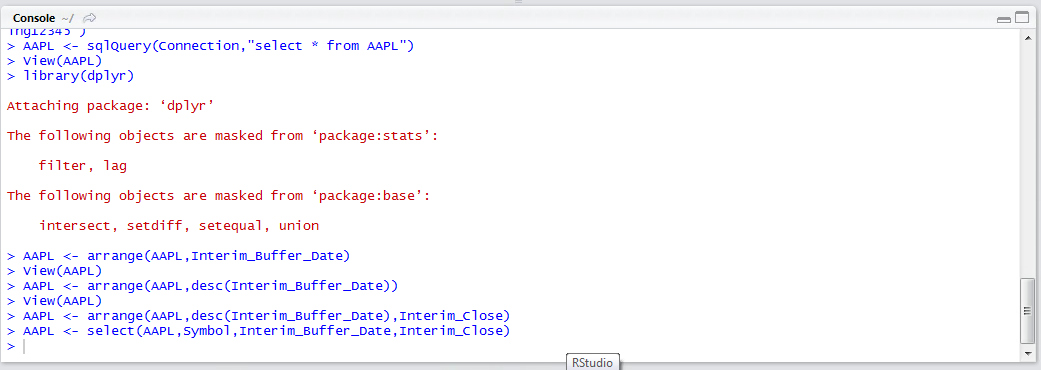 Console ~/
ing12345")
> AAPL <- sqlQuery(Connection,"select * from AAPL")
> View(AAPL)
> library(dplyr)
Attaching package: ‘dplyr’
The following objects are masked from ‘package:stats’:
filter, lag
The following objects are masked from ‘package:base’:
intersect, setdiff, setequal, union
> AAPL <- arrange(AAPL,Interim_Buffer_Date)
> View(AAPL)
> AAPL <- arrange(AAPL,desc(Interim_Buffer_Date))
> View(AAPL)
> AAPL <- arrange(AAPL,desc(Interim_Buffer_Date),Interim_Close)
> AAPL <- select(AAPL,Symbol,Interim_Buffer_Date,Interim_Close)
>
RStudio